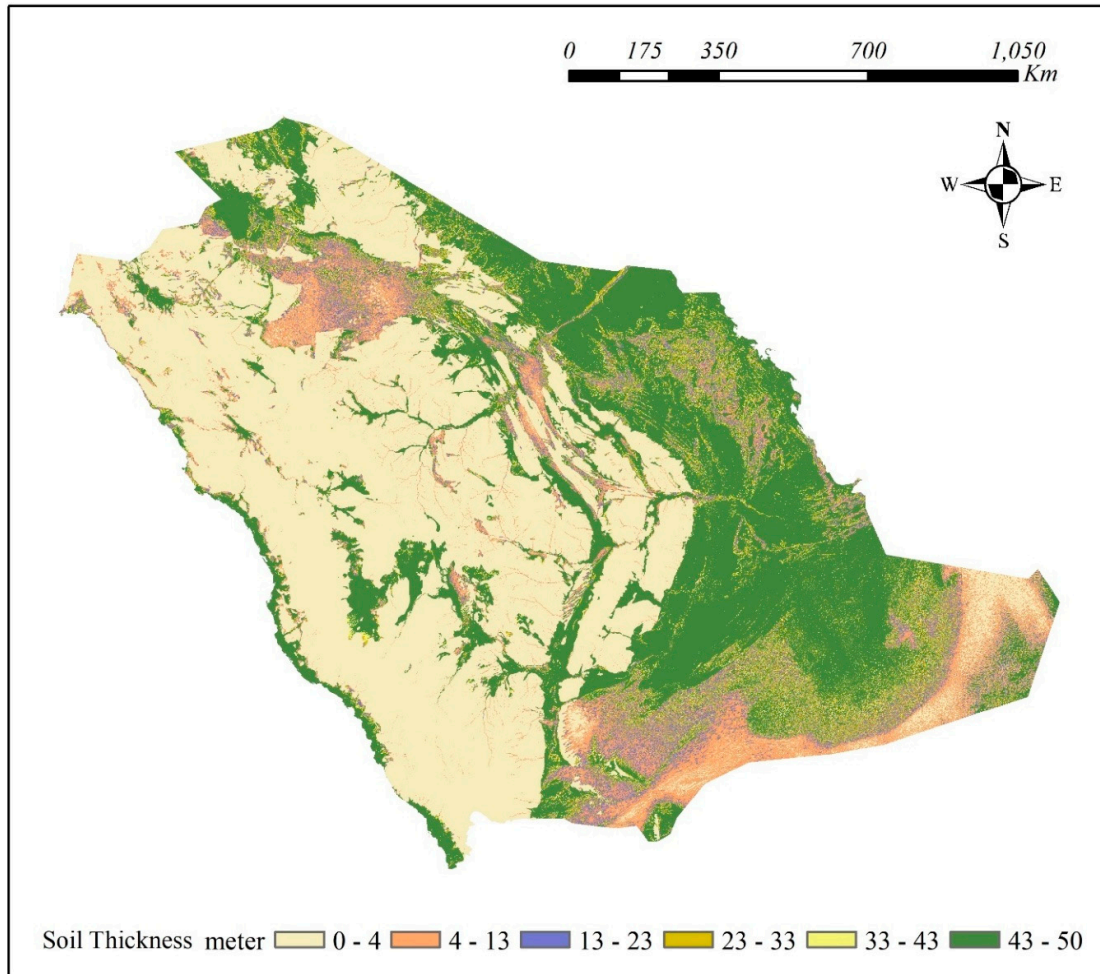 0 175 350 700 1,050
Km
N
W E
S
Soil Thickness meter 0 - 4 4 - 13 13 - 23 23 - 33 33 - 43 43 - 50